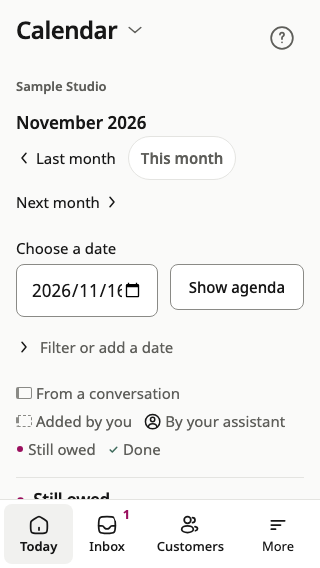 Calendar
Sample Studio
November 2026
Last month
This month
Next month
Choose a date
2026/11/16
Show agenda
Filter or add a date
From a conversation
Added by you
By your assistant
Still owed
Done
Still owed
1
Today
Inbox
Customers
More